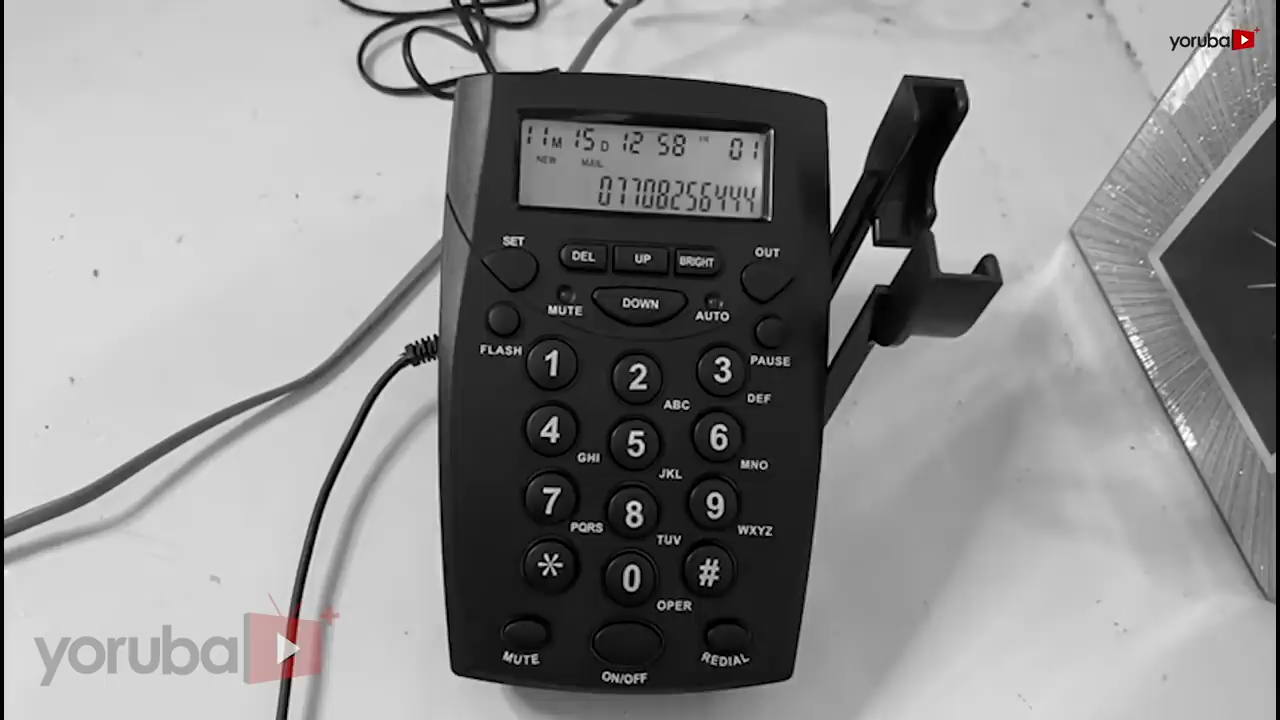 yoruba+
11M 15D 12 58 IN 01
NEW MAIL
07708256444
SET
OUT
DEL UP BRIGHT
MUTE DOWN AUTO
FLASH
PAUSE
1 2 ABC 3 DEF
4 GHI 5 JKL 6 MNO
7 PQRS 8 TUV 9 WXYZ
* 0 OPER #
MUTE ON/OFF REDIAL
yoruba+